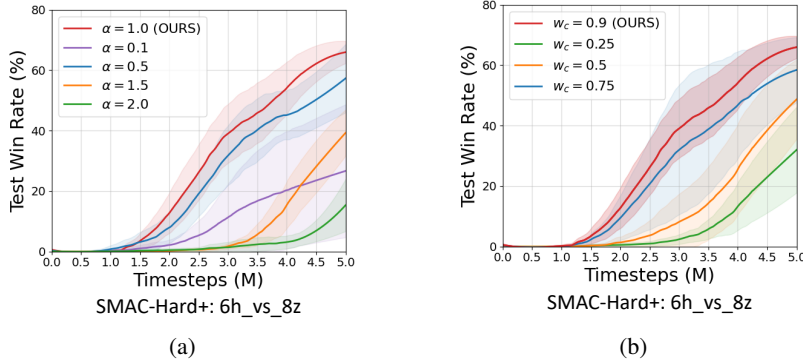 80
60
40
20
0
Test Win Rate (%)
α = 1.0 (OURS)
α = 0.1
α = 0.5
α = 1.5
α = 2.0
0.0 0.5 1.0 1.5 2.0 2.5 3.0 3.5 4.0 4.5 5.0
Timesteps (M)
SMAC-Hard+: 6h_vs_8z
(a)
80
60
40
20
0
Test Win Rate (%)
w_c = 0.9 (OURS)
w_c = 0.25
w_c = 0.5
w_c = 0.75
0.0 0.5 1.0 1.5 2.0 2.5 3.0 3.5 4.0 4.5 5.0
Timesteps (M)
SMAC-Hard+: 6h_vs_8z
(b)